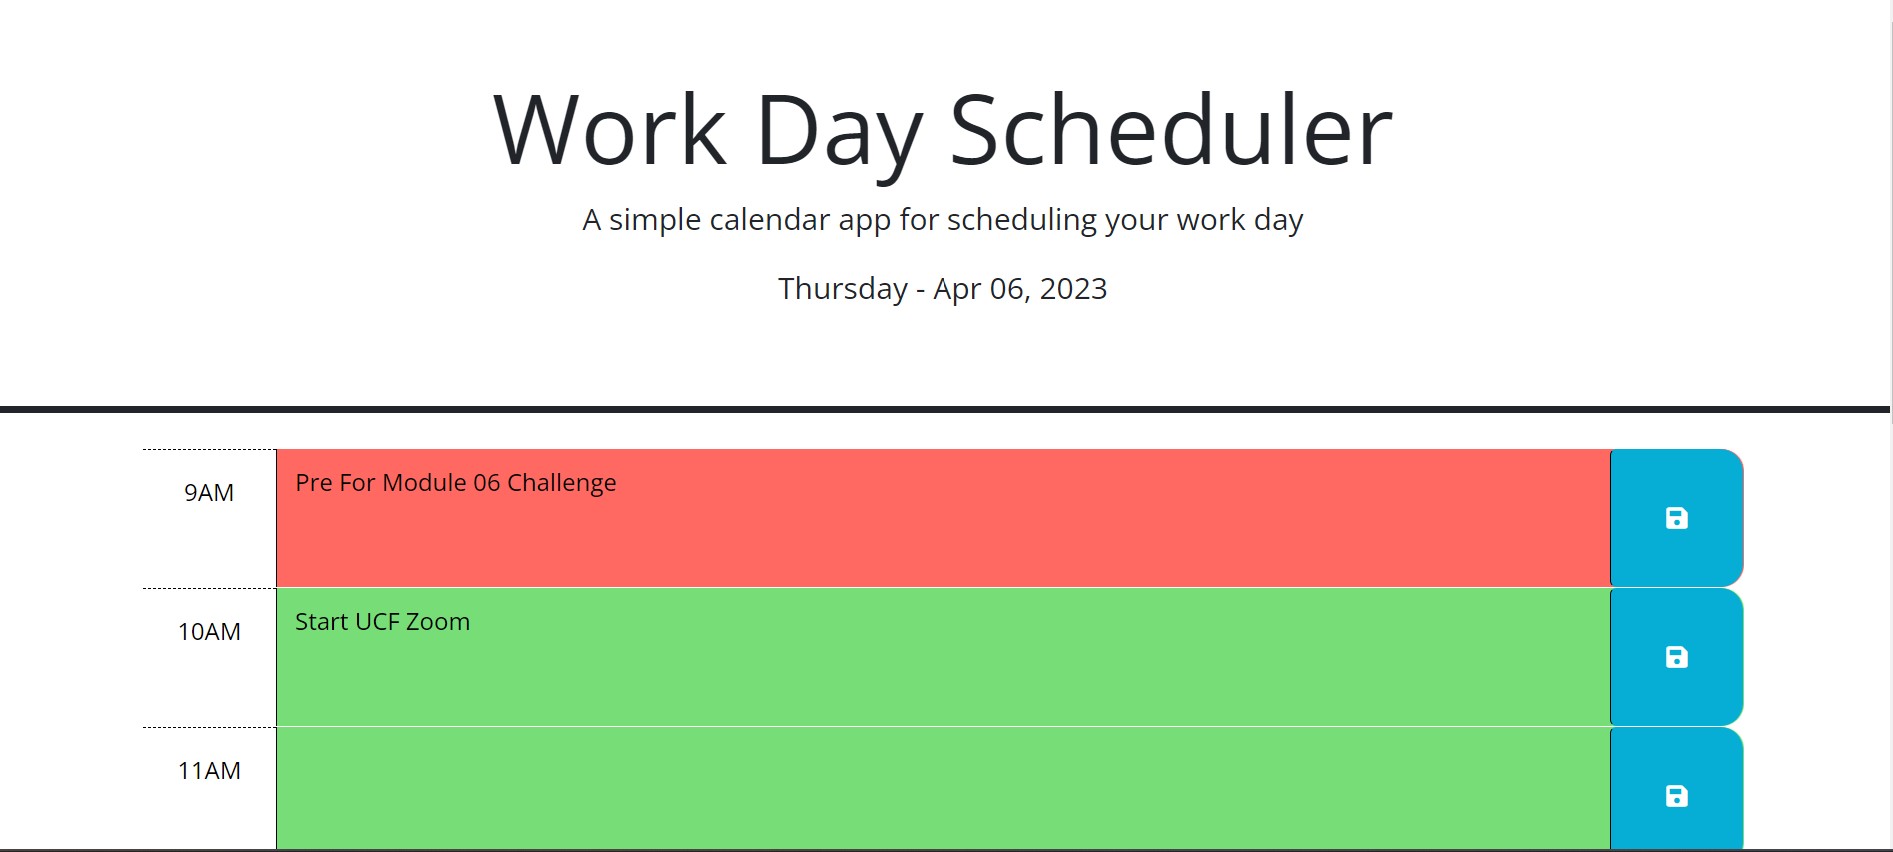 Work Day Scheduler
A simple calendar app for scheduling your work day
Thursday - Apr 06, 2023
9AM
Pre For Module 06 Challenge
10AM
Start UCF Zoom
11AM